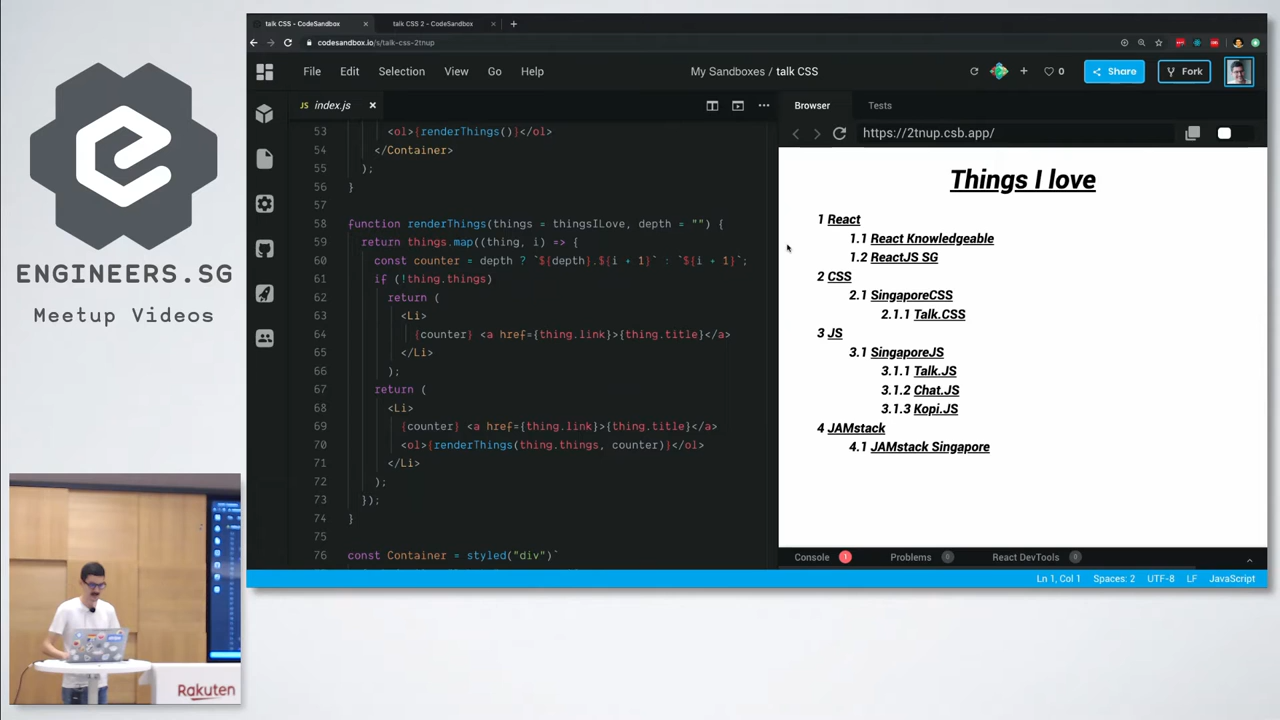 ENGINEERS.SG
Meetup Videos
Rakuten
talk CSS - CodeSandbox
talk CSS 2 - CodeSandbox
codesandbox.io/s/talk-css-2tnup
File Edit Selection View Go Help
My Sandboxes / talk CSS
0
Share
Fork
JS index.js
53 <ol>{renderThings()}</ol>
54 </Container>
55 );
56 }
57
58 function renderThings(things = thingsILove, depth = "") {
59 return things.map((thing, i) => {
60 const counter = depth ? `${depth}.${i + 1}` : `${i + 1}`;
61 if (!thing.things)
62 return (
63 <Li>
64 {counter} <a href={thing.link}>{thing.title}</a>
65 </Li>
66 );
67 return (
68 <Li>
69 {counter} <a href={thing.link}>{thing.title}</a>
70 <ol>{renderThings(thing.things, counter)}</ol>
71 </Li>
72 );
73 });
74 }
75
76 const Container = styled("div")`
Browser Tests
https://2tnup.csb.app/
Things I love
1 React
1.1 React Knowledgeable
1.2 ReactJS SG
2 CSS
2.1 SingaporeCSS
2.1.1 Talk.CSS
3 JS
3.1 SingaporeJS
3.1.1 Talk.JS
3.1.2 Chat.JS
3.1.3 Kopi.JS
4 JAMstack
4.1 JAMstack Singapore
Console 1 Problems 0 React DevTools 0
Ln 1, Col 1 Spaces: 2 UTF-8 LF JavaScript